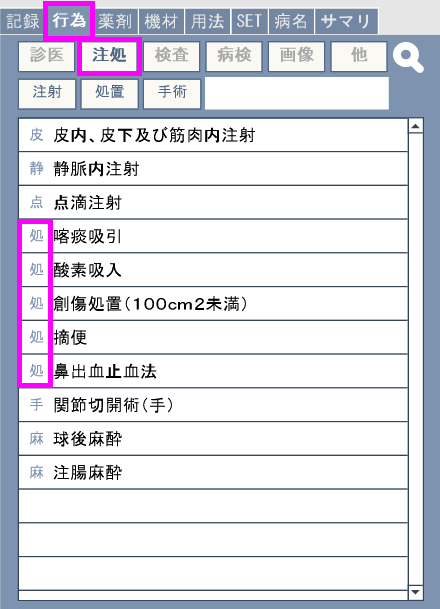 記録 行為 薬剤 機材 用法 SET 病名 サマリ
診医 注処 検査 病検 画像 他
注射 処置 手術
皮 皮内、皮下及び筋肉内注射
静 静脈内注射
点 点滴注射
処 喀痰吸引
処 酸素吸入
処 創傷処置(100cm2未満)
処 摘便
処 鼻出血止血法
手 関節切開術(手)
麻 球後麻酔
麻 注腸麻酔